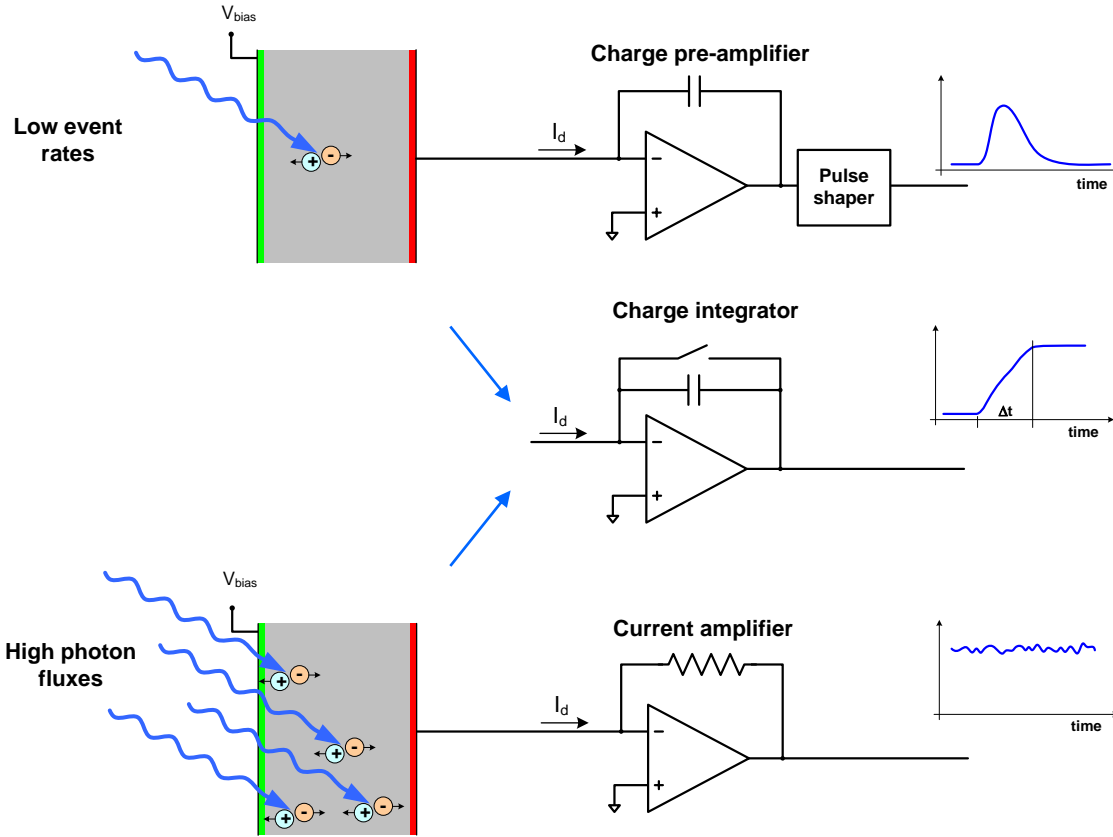 V_bias
Charge pre-amplifier
Low event
rates
+ -
I_d
−
+
Pulse
shaper
time
Charge integrator
I_d
−
+
Δt
time
V_bias
High photon
fluxes
+ -
+ -
+ -
+ -
Current amplifier
I_d
−
+
time